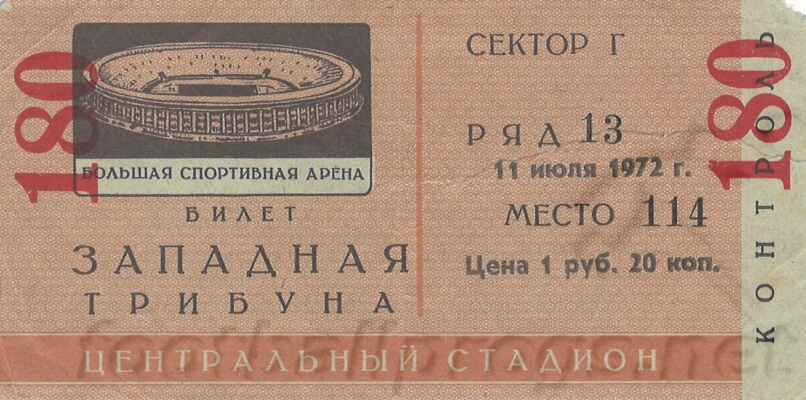 180
БОЛЬШАЯ СПОРТИВНАЯ АРЕНА
БИЛЕТ
ЗАПАДНАЯ
ТРИБУНА
СЕКТОР Г
РЯД 13
11 июля 1972 г.
МЕСТО 114
Цена 1 руб. 20 коп.
180
КОНТРОЛЬ
ЦЕНТРАЛЬНЫЙ СТАДИОН